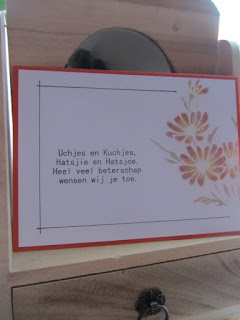 Uchjes en Kuchjes,
Hatsjie en Hatsjoe.
Heel veel beterschap
wensen wij je toe.